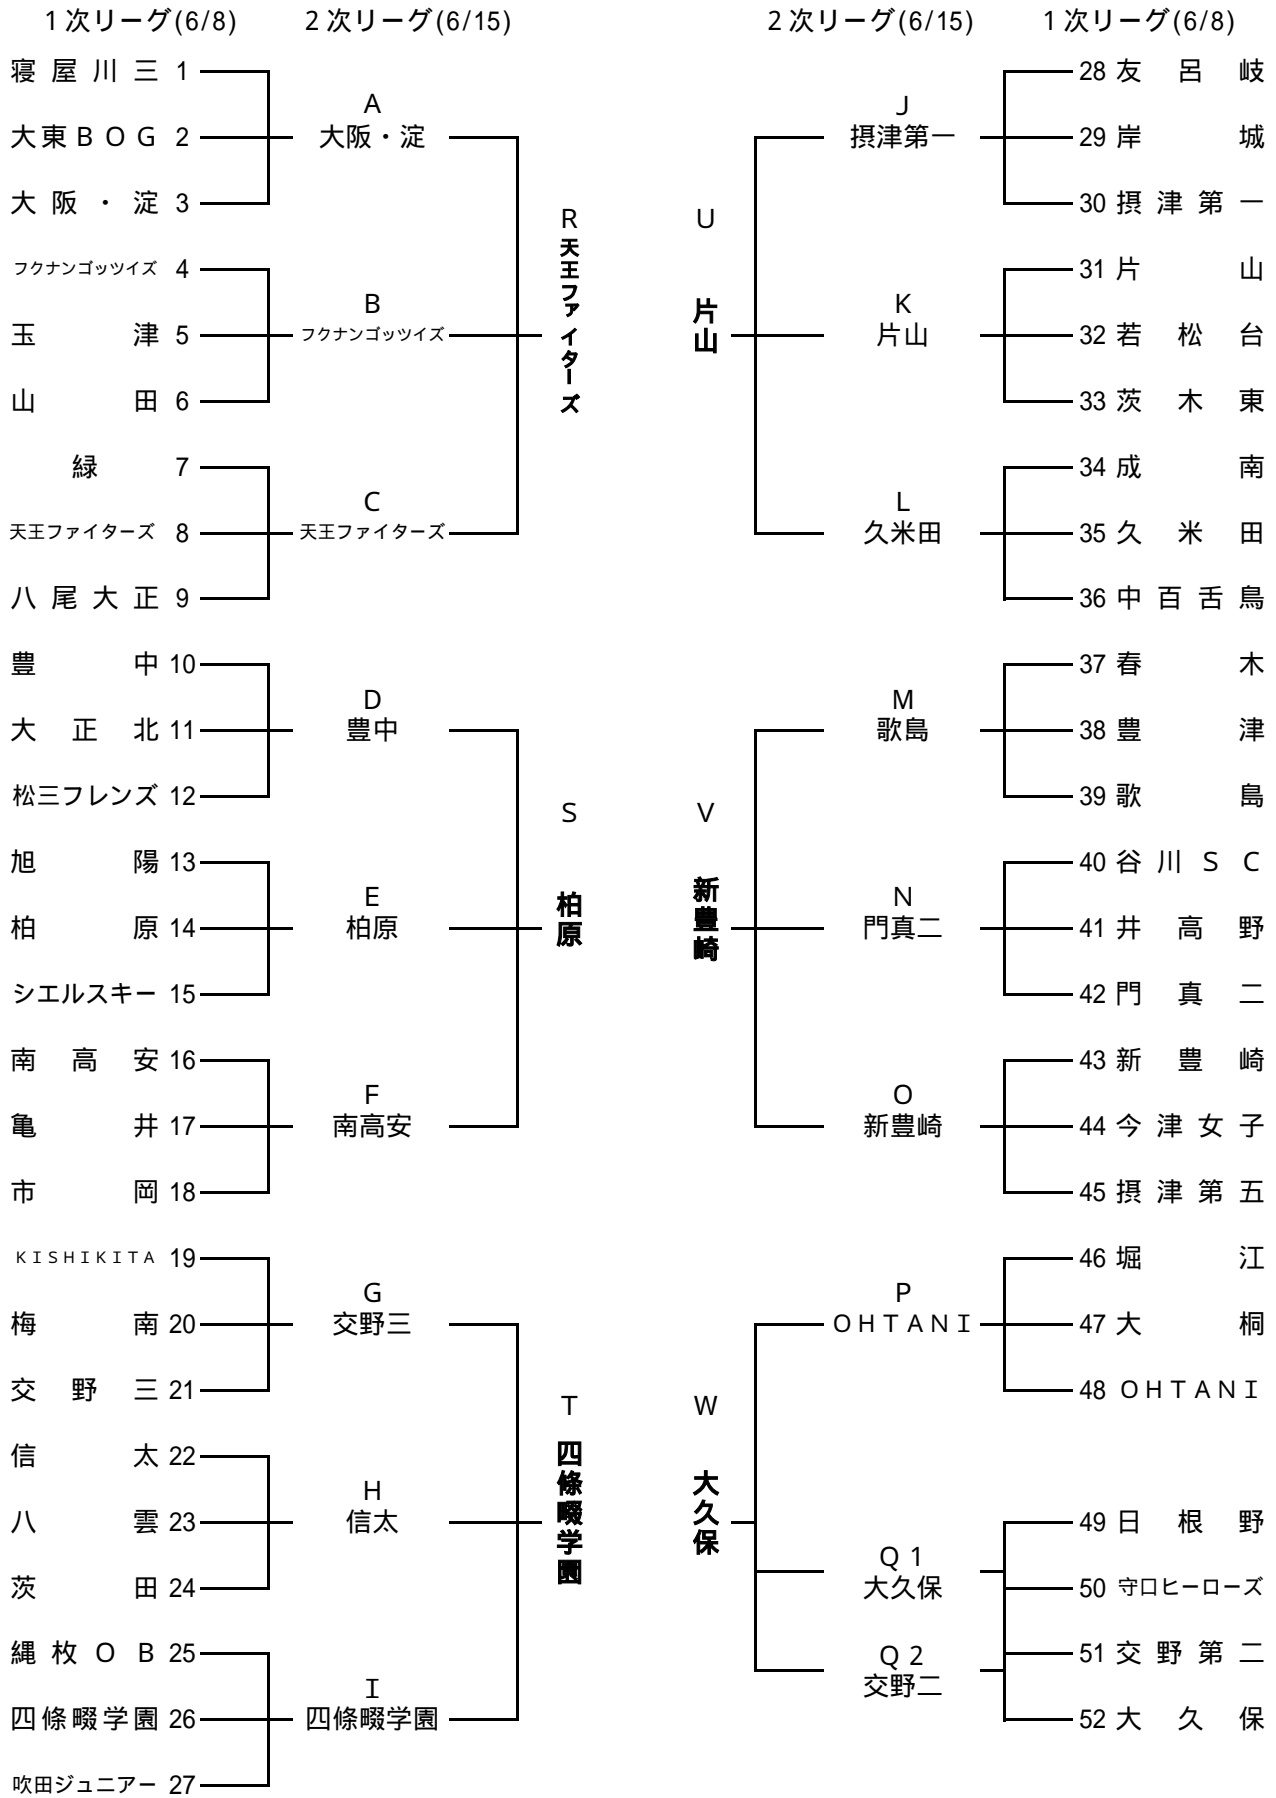 １次リーグ(6/8)　２次リーグ(6/15)　２次リーグ(6/15)　１次リーグ(6/8)
寝屋川三 1
大東ＢＯＧ 2
大阪・淀 3
フクナンゴッツイズ 4
玉津 5
山田 6
緑 7
天王ファイターズ 8
八尾大正 9
豊中 10
大正北 11
松三フレンズ 12
旭陽 13
柏原 14
シエルスキー 15
南高安 16
亀井 17
市岡 18
ＫＩＳＨＩＫＩＴＡ 19
梅南 20
交野三 21
信太 22
八雲 23
茨田 24
縄枚ＯＢ 25
四條畷学園 26
吹田ジュニアー 27
A
大阪・淀
B
フクナンゴッツイズ
C
天王ファイターズ
D
豊中
E
柏原
F
南高安
G
交野三
H
信太
I
四條畷学園
R
天王ファイターズ
S
柏原
T
四條畷学園
U
片山
V
新豊崎
W
大久保
J
摂津第一
K
片山
L
久米田
M
歌島
N
門真二
O
新豊崎
P
ＯＨＴＡＮＩ
Ｑ１
大久保
Ｑ２
交野二
28 友呂岐
29 岸城
30 摂津第一
31 片山
32 若松台
33 茨木東
34 成南
35 久米田
36 中百舌鳥
37 春木
38 豊津
39 歌島
40 谷川ＳＣ
41 井高野
42 門真二
43 新豊崎
44 今津女子
45 摂津第五
46 堀江
47 大桐
48 ＯＨＴＡＮＩ
49 日根野
50 守口ヒーローズ
51 交野第二
52 大久保